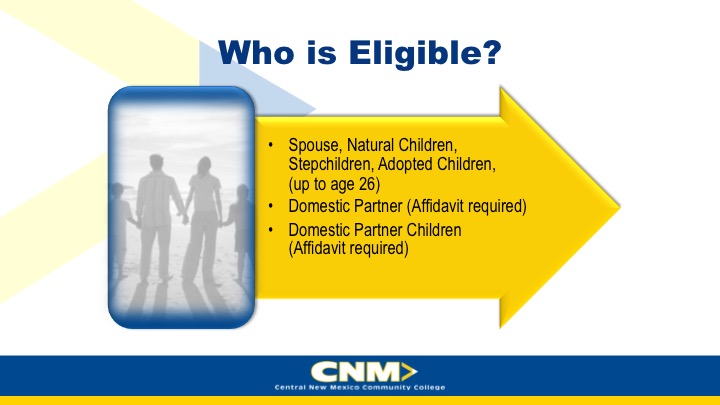 Who is Eligible?
• Spouse, Natural Children,
Stepchildren, Adopted Children,
(up to age 26)
• Domestic Partner (Affidavit required)
• Domestic Partner Children
(Affidavit required)
CNM
Central New Mexico Community College